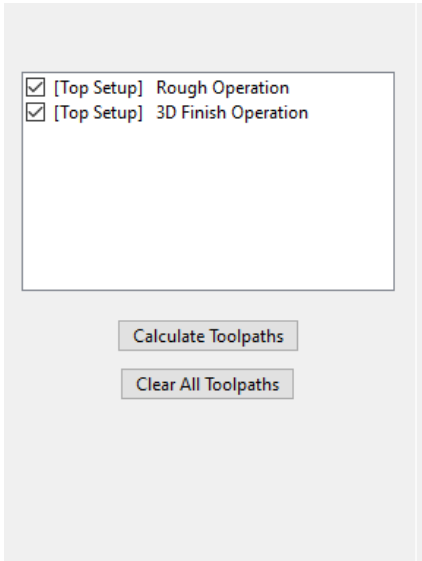 [Top Setup] Rough Operation
[Top Setup] 3D Finish Operation
Calculate Toolpaths
Clear All Toolpaths